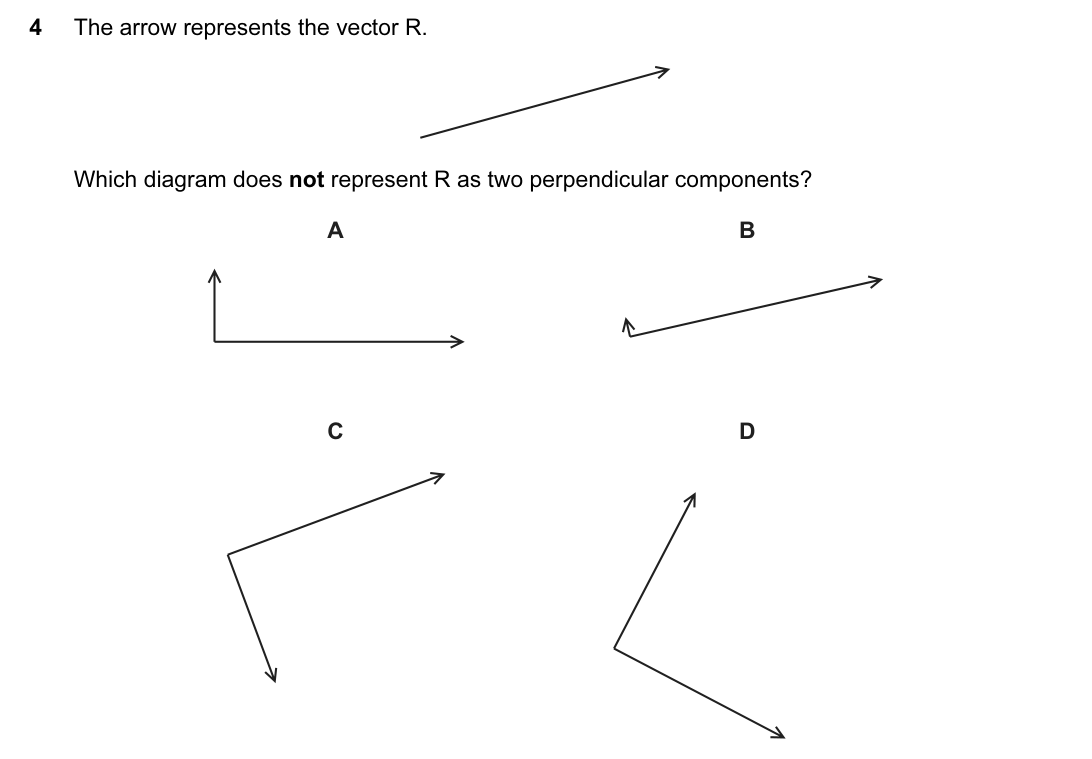 4 The arrow represents the vector R.
Which diagram does not represent R as two perpendicular components?
A B
C D